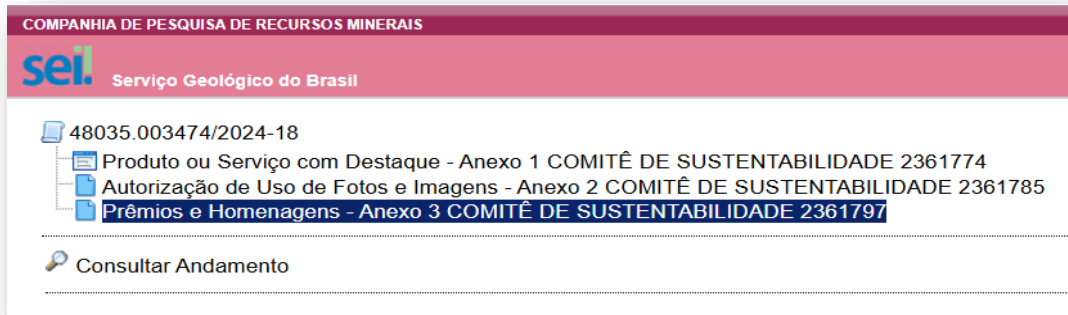 COMPANHIA DE PESQUISA DE RECURSOS MINERAIS
sei. Serviço Geológico do Brasil
48035.003474/2024-18
Produto ou Serviço com Destaque - Anexo 1 COMITÊ DE SUSTENTABILIDADE 2361774
Autorização de Uso de Fotos e Imagens - Anexo 2 COMITÊ DE SUSTENTABILIDADE 2361785
Prêmios e Homenagens - Anexo 3 COMITÊ DE SUSTENTABILIDADE 2361797
Consultar Andamento